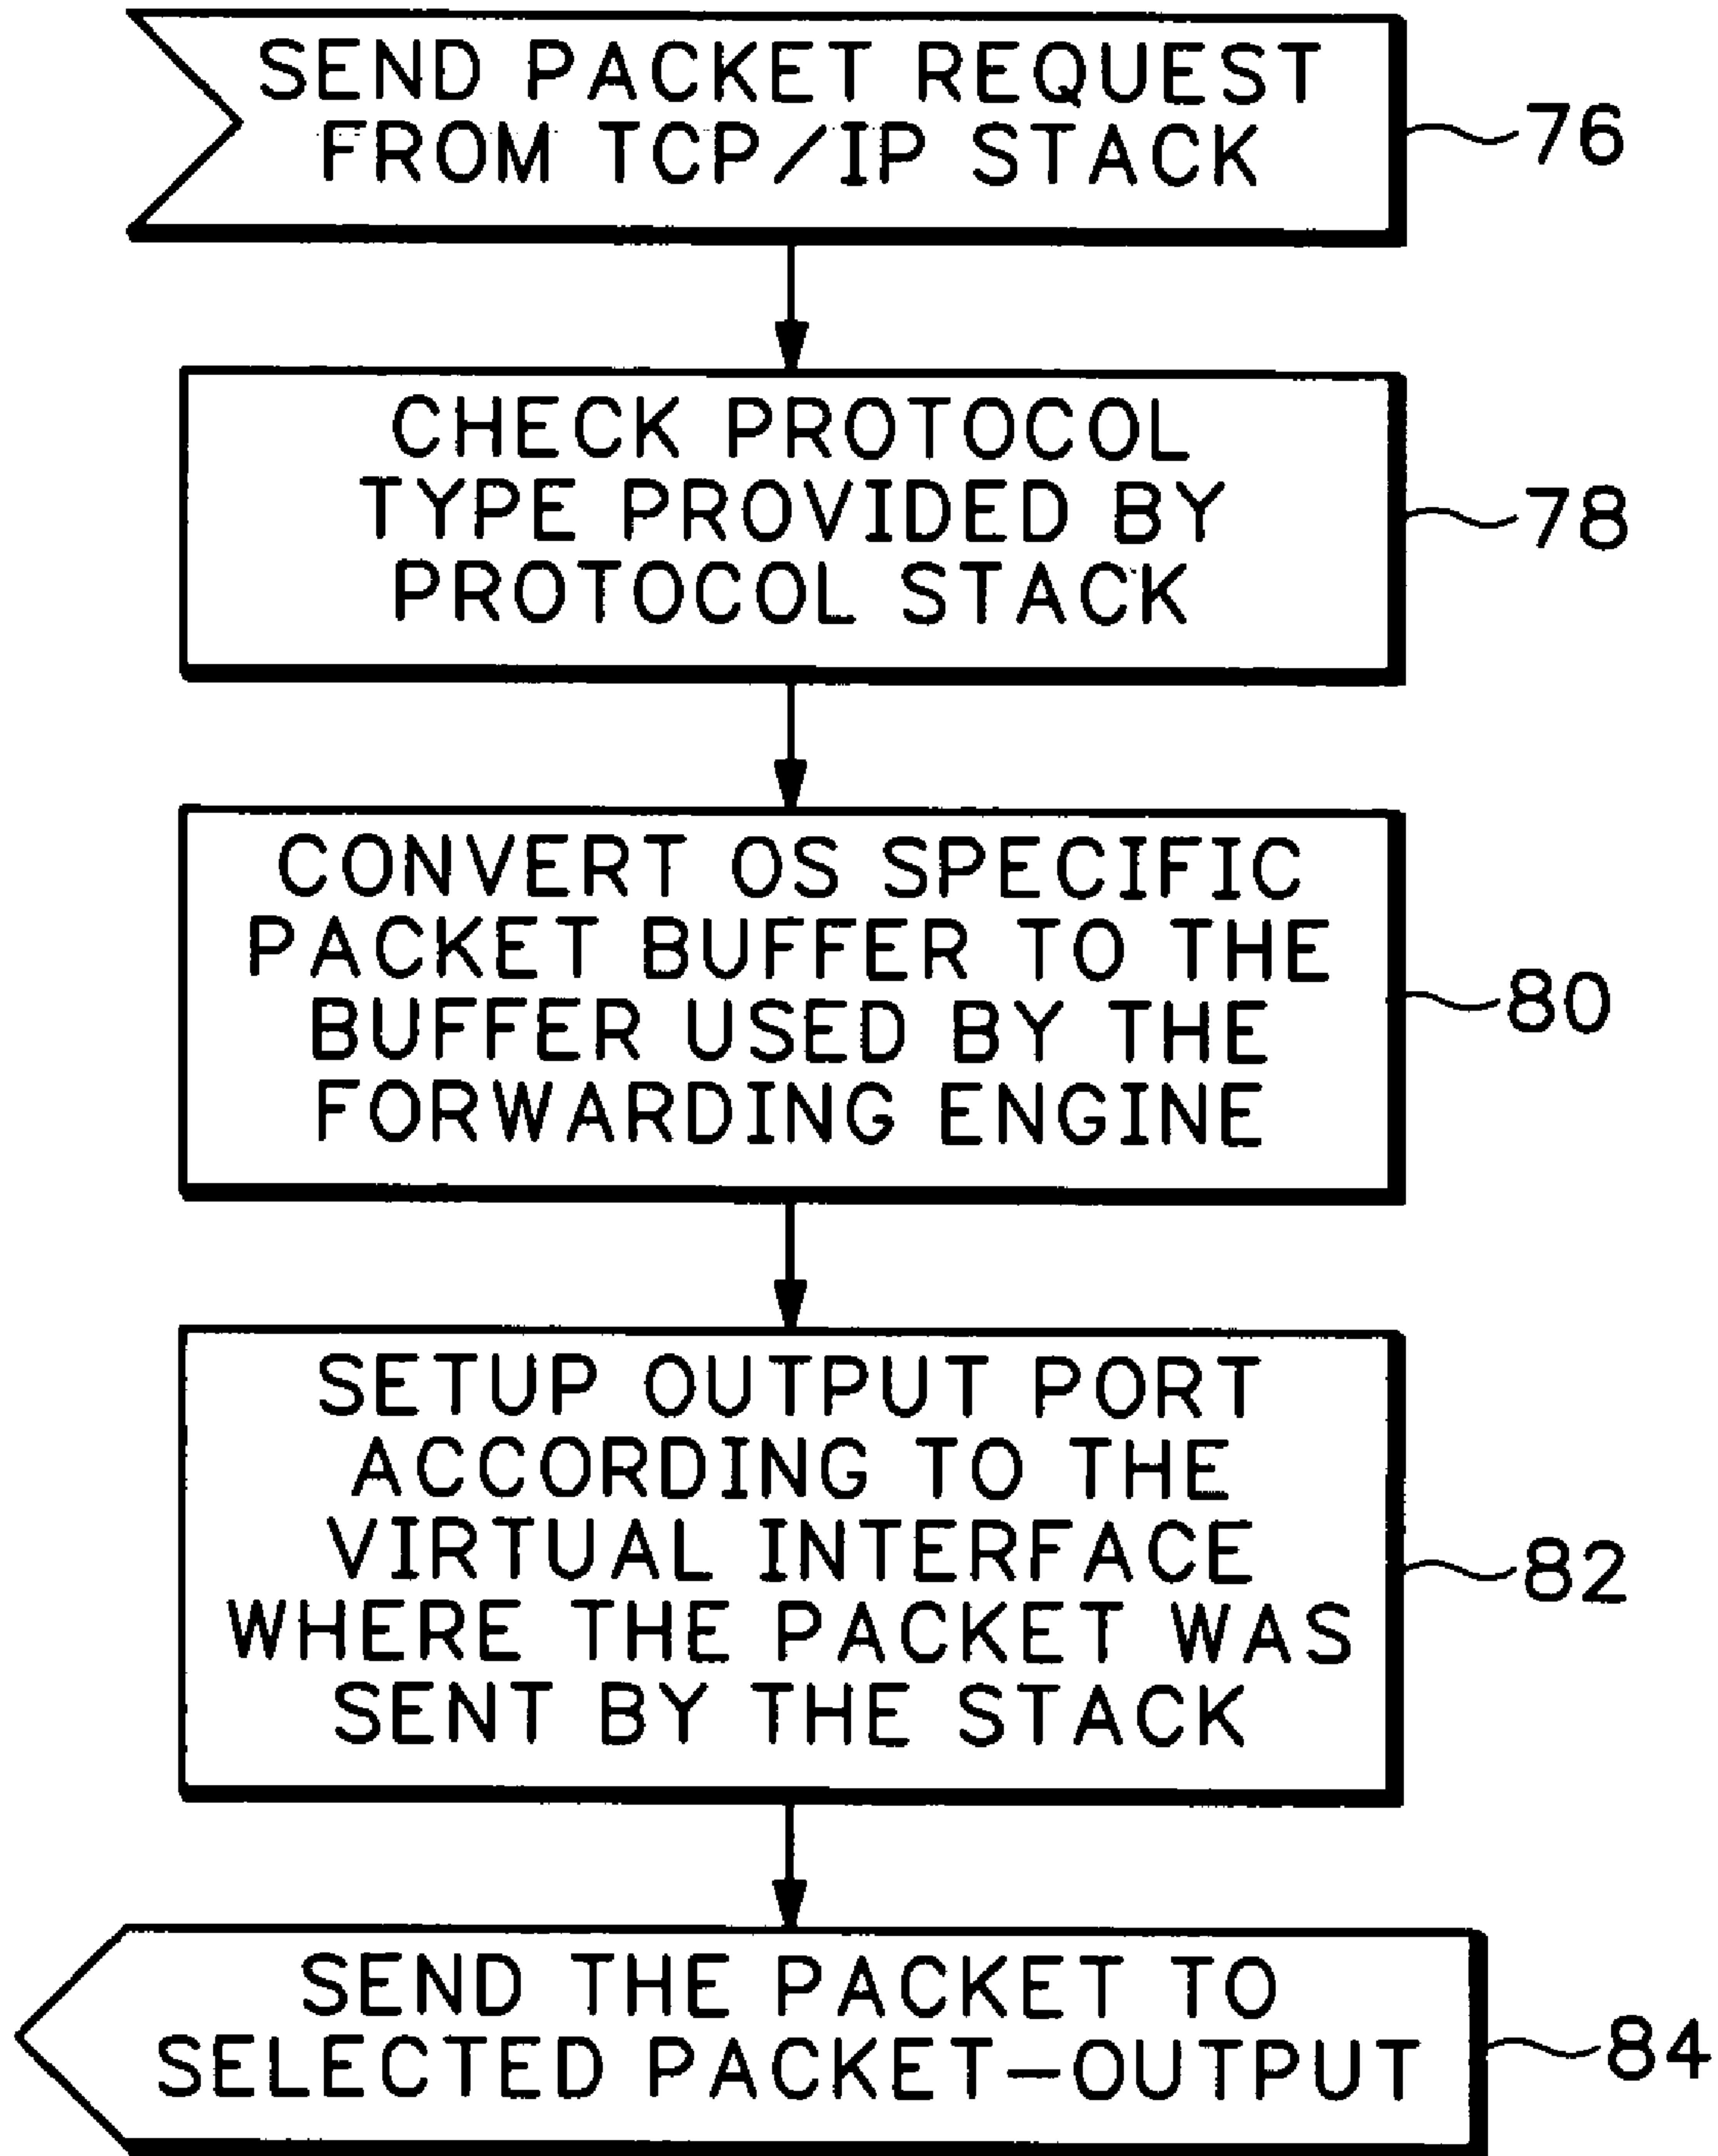 SEND PACKET REQUEST
FROM TCP/IP STACK
76
CHECK PROTOCOL
TYPE PROVIDED BY
PROTOCOL STACK
78
CONVERT OS SPECIFIC
PACKET BUFFER TO THE
BUFFER USED BY THE
FORWARDING ENGINE
80
SETUP OUTPUT PORT
ACCORDING TO THE
VIRTUAL INTERFACE
WHERE THE PACKET WAS
SENT BY THE STACK
82
SEND THE PACKET TO
SELECTED PACKET-OUTPUT
84